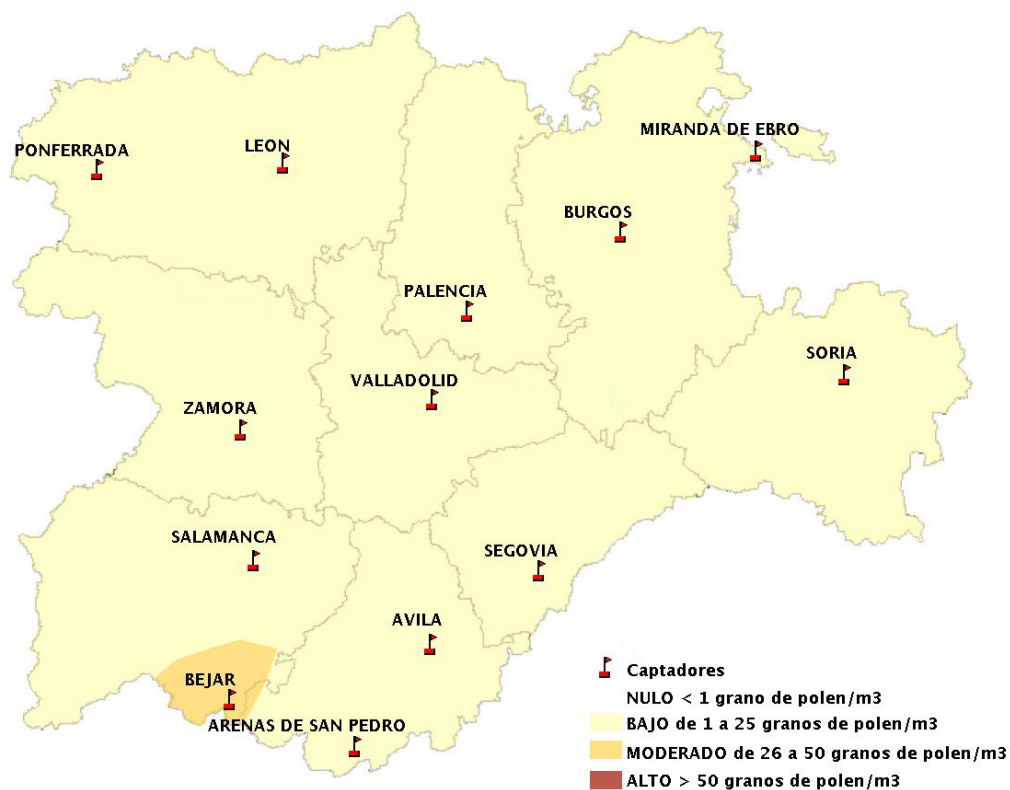 MIRANDA DE EBRO
PONFERRADA
LEON
BURGOS
PALENCIA
SORIA
VALLADOLID
ZAMORA
SALAMANCA
SEGOVIA
AVILA
BEJAR
ARENAS DE SAN PEDRO
Captadores
NULO < 1 grano de polen/m3
BAJO de 1 a 25 granos de polen/m3
MODERADO de 26 a 50 granos de polen/m3
ALTO > 50 granos de polen/m3